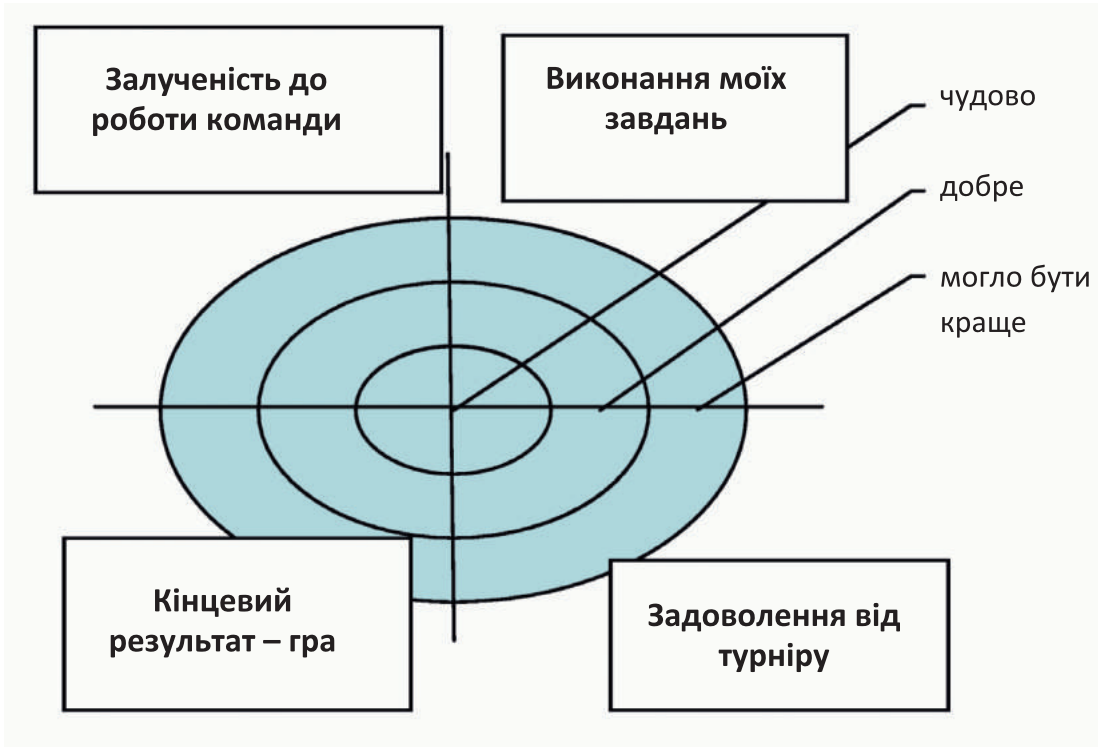 Залученість до
роботи команди
Виконання моїх
завдань
чудово
добре
могло бути
краще
Кінцевий
результат – гра
Задоволення від
турніру